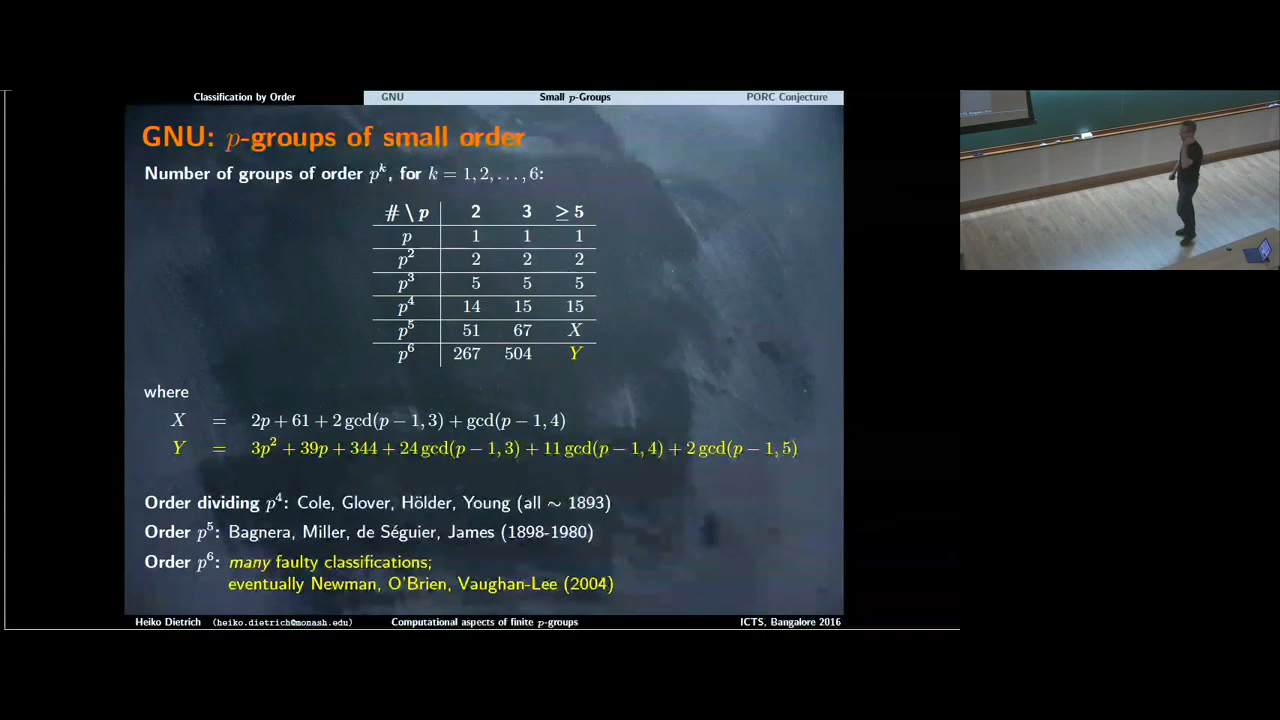 Classification by Order GNU Small p-Groups PORC Conjecture
GNU: p-groups of small order
Number of groups of order p^k, for k = 1, 2, . . . , 6:
# \ p 2 3 ≥ 5
p 1 1 1
p^2 2 2 2
p^3 5 5 5
p^4 14 15 15
p^5 51 67 X
p^6 267 504 Y
where
X = 2p + 61 + 2 gcd(p − 1, 3) + gcd(p − 1, 4)
Y = 3p^2 + 39p + 344 + 24 gcd(p − 1, 3) + 11 gcd(p − 1, 4) + 2 gcd(p − 1, 5)
Order dividing p^4: Cole, Glover, Hölder, Young (all ∼ 1893)
Order p^5: Bagnera, Miller, de Séguier, James (1898-1980)
Order p^6: many faulty classifications;
eventually Newman, O'Brien, Vaughan-Lee (2004)
Heiko Dietrich (heiko.dietrich@monash.edu) Computational aspects of finite p-groups ICTS, Bangalore 2016